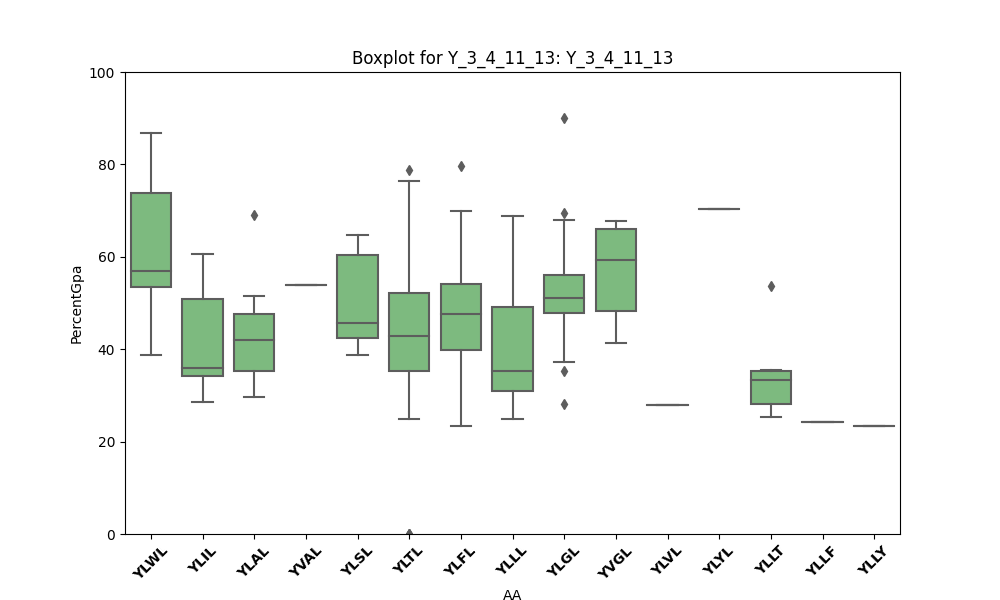 Boxplot for Y_3_4_11_13: Y_3_4_11_13
100
80
60
40
20
0
PercentGpa
YLWL YLIL YLAL YVAL YLSL YLTL YLFL YLLL YLGL YVGL YLVL YLYL YLLT YLLF YLLY
AA